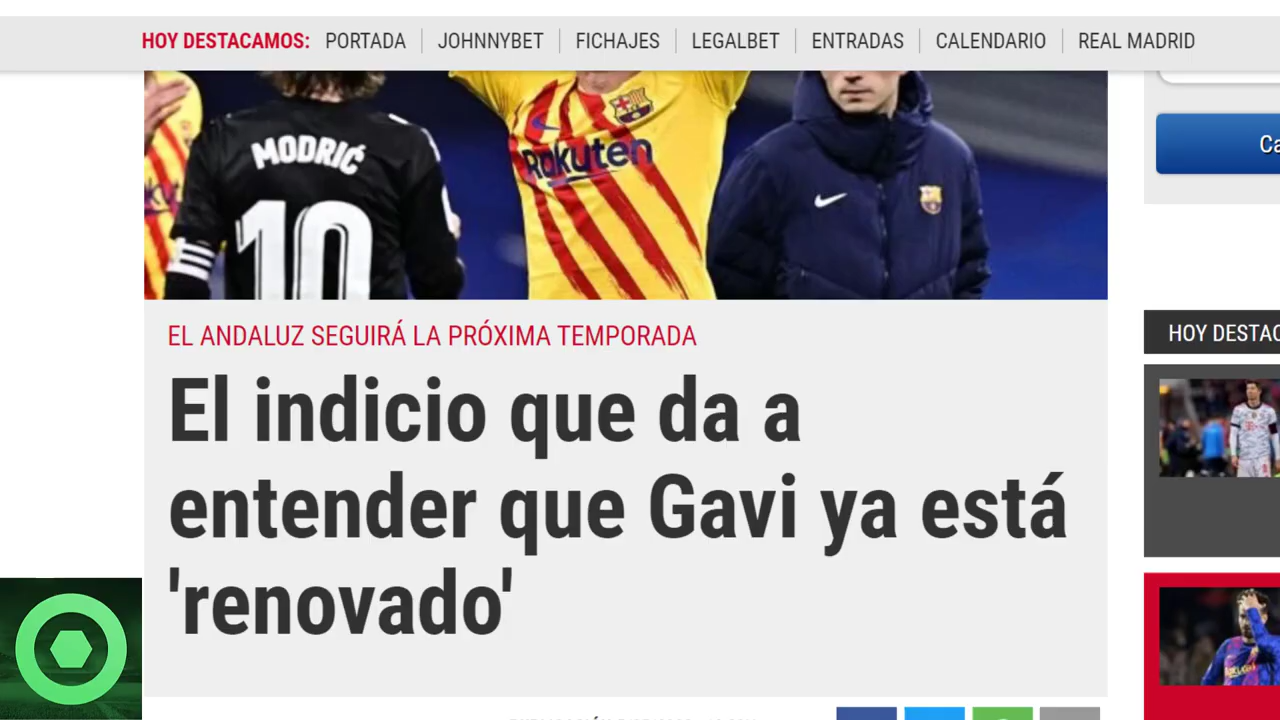 HOY DESTACAMOS: PORTADA JOHNNYBET FICHAJES LEGALBET ENTRADAS CALENDARIO REAL MADRID
MODRIĆ
10
Rakuten
EL ANDALUZ SEGUIRÁ LA PRÓXIMA TEMPORADA
El indicio que da a
entender que Gavi ya está
'renovado'
Ca
HOY DESTAC